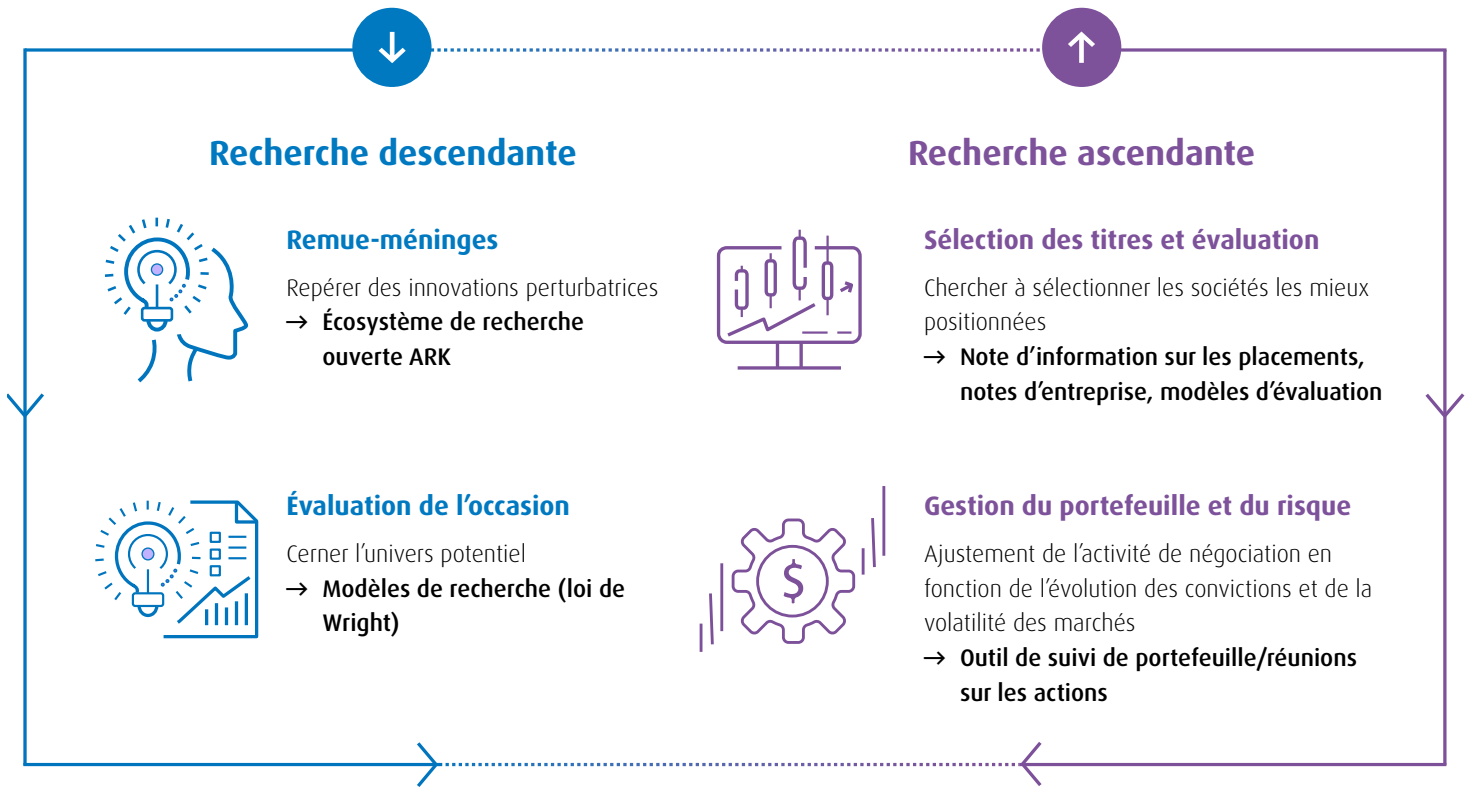 Recherche descendante
Remue-méninges
Repérer des innovations perturbatrices
→ Écosystème de recherche
ouverte ARK
Évaluation de l’occasion
Cerner l’univers potentiel
→ Modèles de recherche (loi de
Wright)
Recherche ascendante
Sélection des titres et évaluation
Chercher à sélectionner les sociétés les mieux
positionnées
→ Note d’information sur les placements,
notes d’entreprise, modèles d’évaluation
$
Gestion du portefeuille et du risque
Ajustement de l’activité de négociation en
fonction de l’évolution des convictions et de la
volatilité des marchés
→ Outil de suivi de portefeuille/réunions
sur les actions